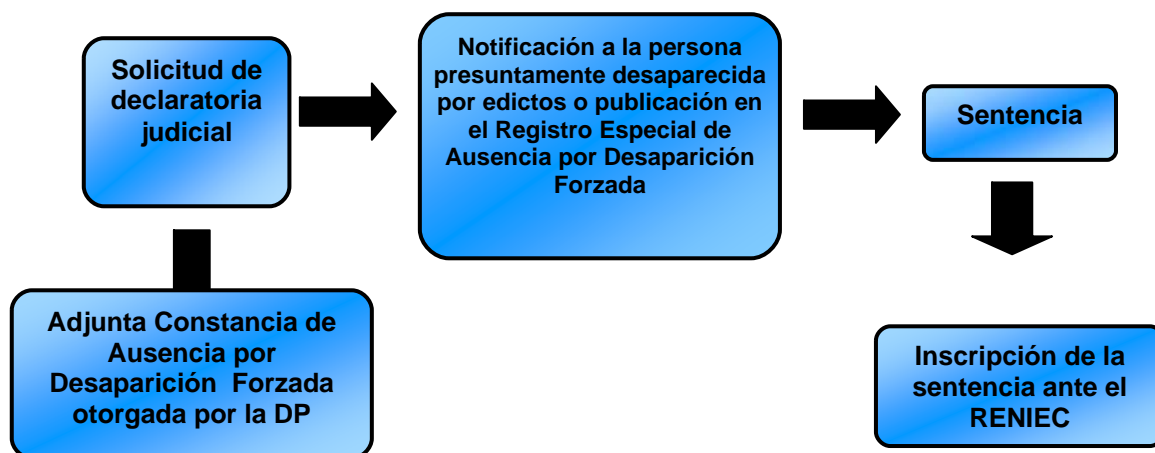 Solicitud de
declaratoria
judicial
Notificación a la persona
presuntamente desaparecida
por edictos o publicación en
el Registro Especial de
Ausencia por Desaparición
Forzada
Sentencia
Adjunta Constancia de
Ausencia por
Desaparición Forzada
otorgada por la DP
Inscripción de la
sentencia ante el
RENIEC